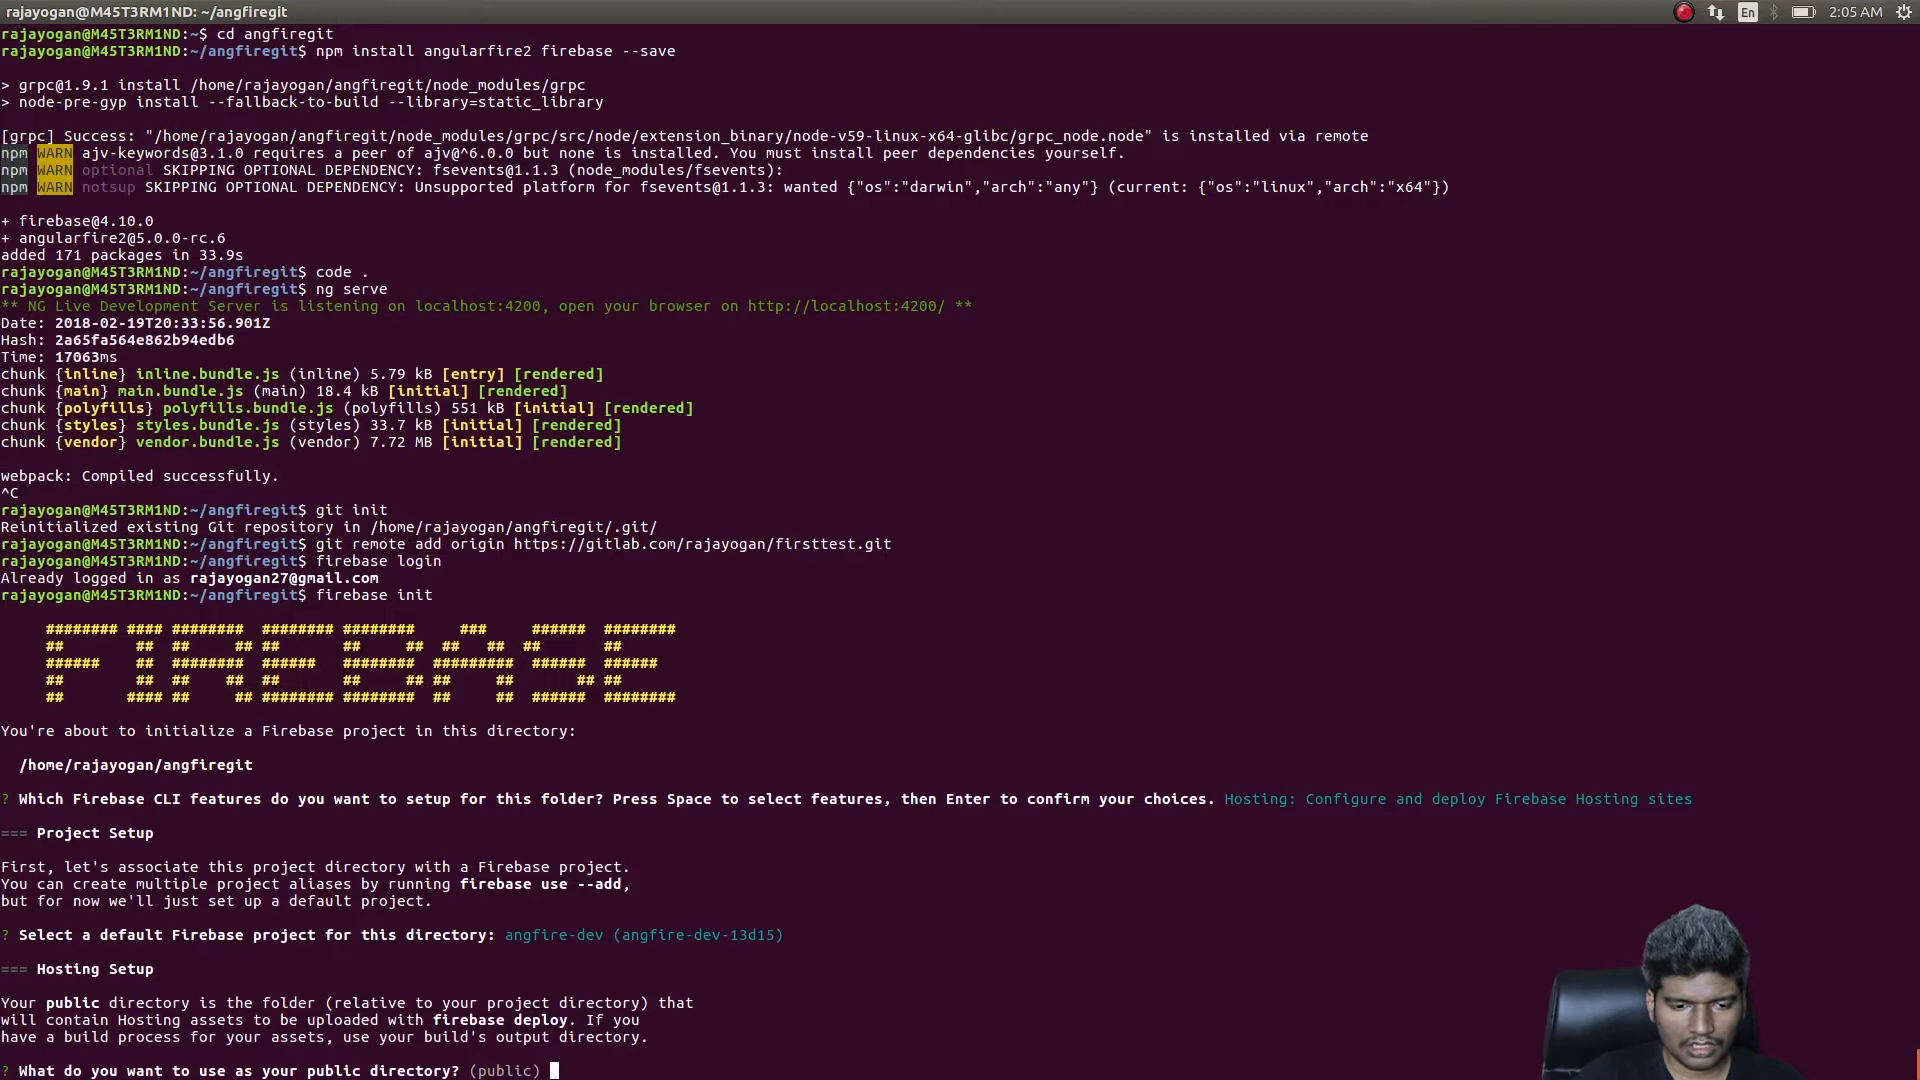 rajayogan@M45T3RM1ND: ~/angfiregit
En
2:05 AM
rajayogan@M45T3RM1ND:~$ cd angfiregit
rajayogan@M45T3RM1ND:~/angfiregit$ npm install angularfire2 firebase --save
> grpc@1.9.1 install /home/rajayogan/angfiregit/node_modules/grpc
> node-pre-gyp install --fallback-to-build --library=static_library
[grpc] Success: "/home/rajayogan/angfiregit/node_modules/grpc/src/node/extension_binary/node-v59-linux-x64-glibc/grpc_node.node" is installed via remote
npm WARN ajv-keywords@3.1.0 requires a peer of ajv@^6.0.0 but none is installed. You must install peer dependencies yourself.
npm WARN optional SKIPPING OPTIONAL DEPENDENCY: fsevents@1.1.3 (node_modules/fsevents):
npm WARN notsup SKIPPING OPTIONAL DEPENDENCY: Unsupported platform for fsevents@1.1.3: wanted {"os":"darwin","arch":"any"} (current: {"os":"linux","arch":"x64"})
+ firebase@4.10.0
+ angularfire2@5.0.0-rc.6
added 171 packages in 33.9s
rajayogan@M45T3RM1ND:~/angfiregit$ code .
rajayogan@M45T3RM1ND:~/angfiregit$ ng serve
** NG Live Development Server is listening on localhost:4200, open your browser on http://localhost:4200/ **
Date: 2018-02-19T20:33:56.901Z
Hash: 2a65fa564e862b94edb6
Time: 17063ms
chunk {inline} inline.bundle.js (inline) 5.79 kB [entry] [rendered]
chunk {main} main.bundle.js (main) 18.4 kB [initial] [rendered]
chunk {polyfills} polyfills.bundle.js (polyfills) 551 kB [initial] [rendered]
chunk {styles} styles.bundle.js (styles) 33.7 kB [initial] [rendered]
chunk {vendor} vendor.bundle.js (vendor) 7.72 MB [initial] [rendered]
webpack: Compiled successfully.
^C
rajayogan@M45T3RM1ND:~/angfiregit$ git init
Reinitialized existing Git repository in /home/rajayogan/angfiregit/.git/
rajayogan@M45T3RM1ND:~/angfiregit$ git remote add origin https://gitlab.com/rajayogan/firsttest.git
rajayogan@M45T3RM1ND:~/angfiregit$ firebase login
Already logged in as rajayogan27@gmail.com
rajayogan@M45T3RM1ND:~/angfiregit$ firebase init
FIREBASE
You're about to initialize a Firebase project in this directory:
/home/rajayogan/angfiregit
? Which Firebase CLI features do you want to setup for this folder? Press Space to select features, then Enter to confirm your choices. Hosting: Configure and deploy Firebase Hosting sites
=== Project Setup
First, let's associate this project directory with a Firebase project.
You can create multiple project aliases by running firebase use --add,
but for now we'll just set up a default project.
? Select a default Firebase project for this directory: angfire-dev (angfire-dev-13d15)
=== Hosting Setup
Your public directory is the folder (relative to your project directory) that
will contain Hosting assets to be uploaded with firebase deploy. If you
have a build process for your assets, use your build's output directory.
? What do you want to use as your public directory? (public)